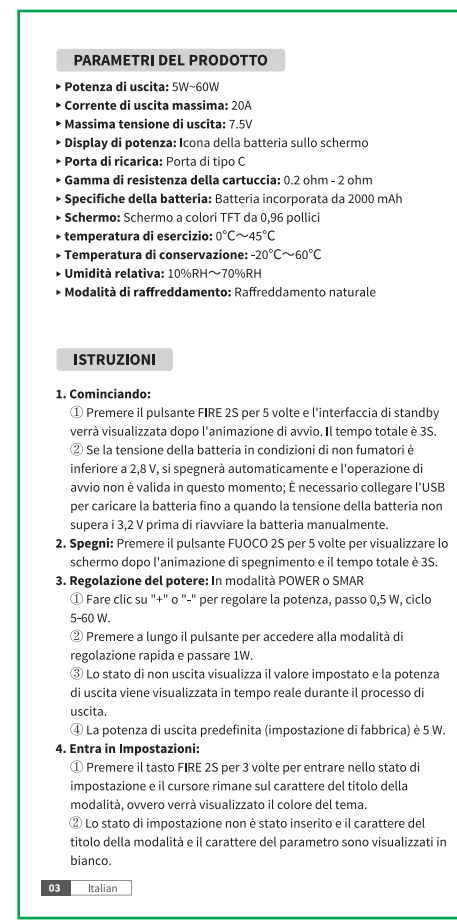 PARAMETRI DEL PRODOTTO
▸ Potenza di uscita: 5W~60W
▸ Corrente di uscita massima: 20A
▸ Massima tensione di uscita: 7.5V
▸ Display di potenza: Icona della batteria sullo schermo
▸ Porta di ricarica: Porta di tipo C
▸ Gamma di resistenza della cartuccia: 0.2 ohm - 2 ohm
▸ Specifiche della batteria: Batteria incorporata da 2000 mAh
▸ Schermo: Schermo a colori TFT da 0,96 pollici
▸ temperatura di esercizio: 0℃～45℃
▸ Temperatura di conservazione: -20℃～60℃
▸ Umidità relativa: 10%RH～70%RH
▸ Modalità di raffreddamento: Raffreddamento naturale
ISTRUZIONI
1. Cominciando:
① Premere il pulsante FIRE 2S per 5 volte e l'interfaccia di standby
verrà visualizzata dopo l'animazione di avvio. Il tempo totale è 3S.
② Se la tensione della batteria in condizioni di non fumatori è
inferiore a 2,8 V, si spegnerà automaticamente e l'operazione di
avvio non è valida in questo momento; È necessario collegare l'USB
per caricare la batteria fino a quando la tensione della batteria non
supera i 3,2 V prima di riavviare la batteria manualmente.
2. Spegni: Premere il pulsante FUOCO 2S per 5 volte per visualizzare lo
schermo dopo l'animazione di spegnimento e il tempo totale è 3S.
3. Regolazione del potere: In modalità POWER o SMAR
① Fare clic su "+" o "-" per regolare la potenza, passo 0,5 W, ciclo
5-60 W.
② Premere a lungo il pulsante per accedere alla modalità di
regolazione rapida e passare 1W.
③ Lo stato di non uscita visualizza il valore impostato e la potenza
di uscita viene visualizzata in tempo reale durante il processo di
uscita.
④ La potenza di uscita predefinita (impostazione di fabbrica) è 5 W.
4. Entra in Impostazioni:
① Premere il tasto FIRE 2S per 3 volte per entrare nello stato di
impostazione e il cursore rimane sul carattere del titolo della
modalità, ovvero verrà visualizzato il colore del tema.
② Lo stato di impostazione non è stato inserito e il carattere del
titolo della modalità e il carattere del parametro sono visualizzati in
bianco.
03 Italian